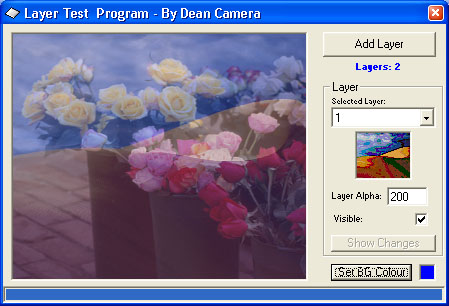 Layer Test Program - By Dean Camera
Add Layer
Layers: 2
Layer
Selected Layer:
1
Layer Alpha: 200
Visible:
Show Changes
Set BG Colour